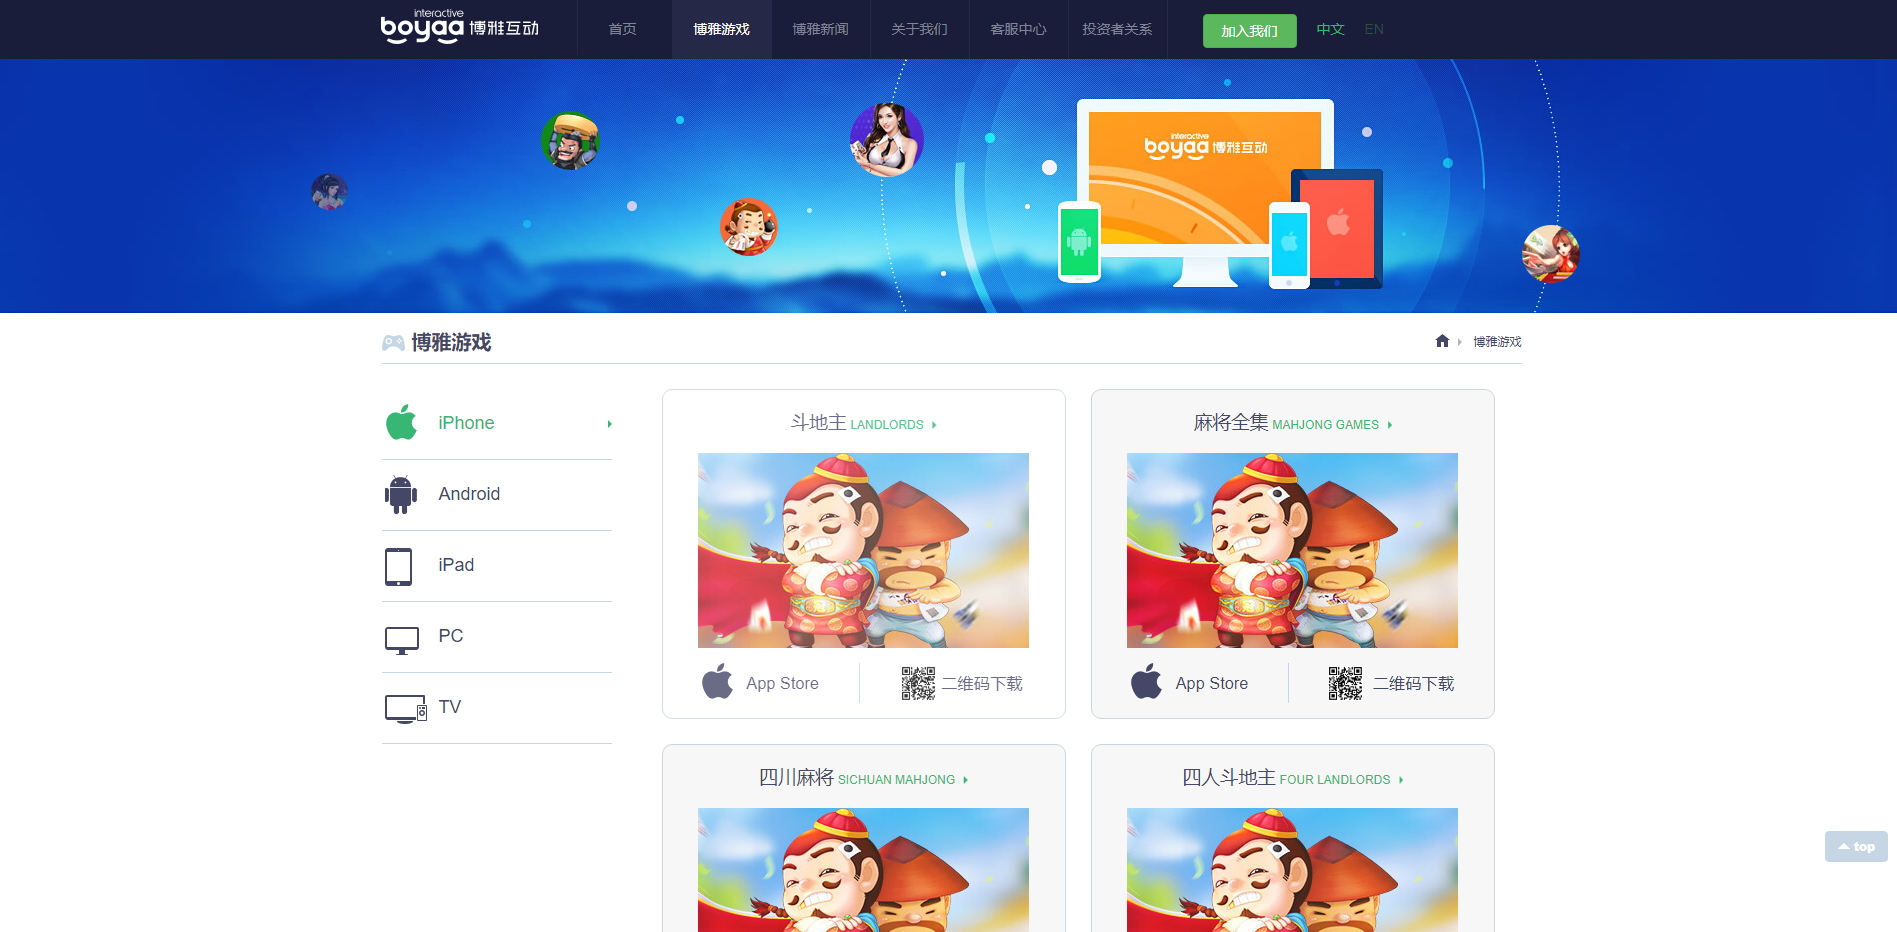 interactive
boyaa 博雅互动
首页
博雅游戏
博雅新闻
关于我们
客服中心
投资者关系
加入我们
中文
EN
interactive
boyaa 博雅互动
博雅游戏
博雅游戏
iPhone
Android
iPad
PC
TV
斗地主 LANDLORDS
App Store
二维码下载
麻将全集 MAHJONG GAMES
App Store
二维码下载
四川麻将 SICHUAN MAHJONG
四人斗地主 FOUR LANDLORDS
top